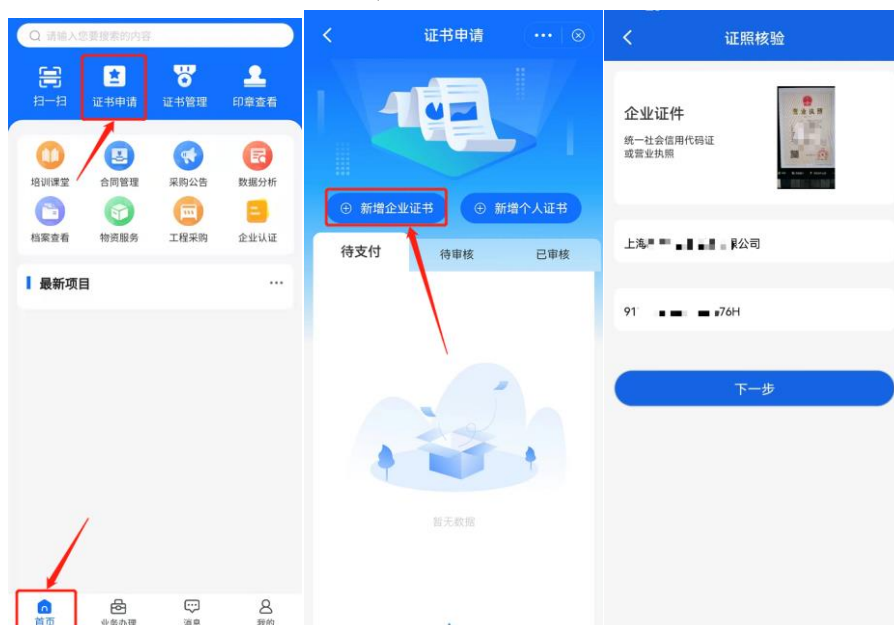 请输入您要搜索的内容
扫一扫
证书申请
证书管理
印章查看
培训课堂
合同管理
采购公告
数据分析
档案查看
物资服务
工程采购
企业认证
最新项目
首页
业务办理
消息
我的
证书申请
新增企业证书
新增个人证书
待支付
待审核
已审核
暂无数据
证照核验
企业证件
统一社会信用代码证
或营业执照
营业执照
上海 公司
91 76H
下一步